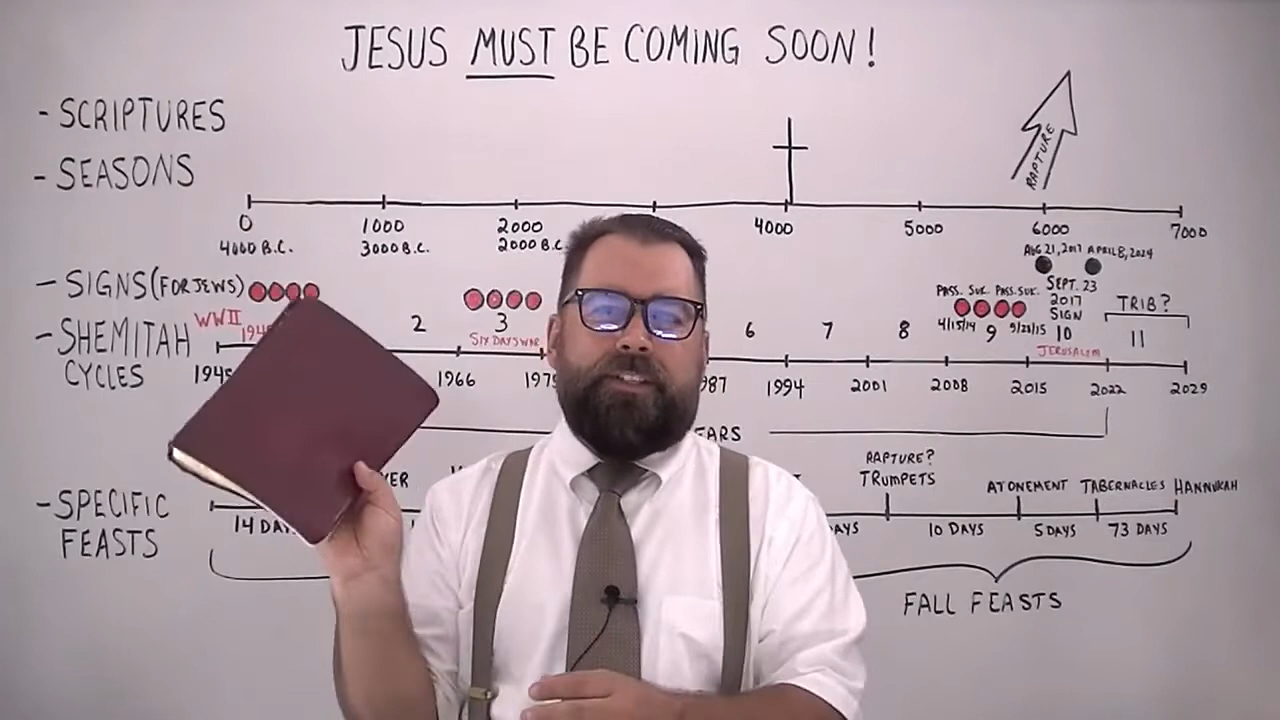 JESUS MUST BE COMING SOON!
- SCRIPTURES
- SEASONS
RAPTURE
0 1000 2000 4000 5000 6000 7000
4000 B.C. 3000 B.C. 2000 B.C.
AUG 21, 2017 APRIL 8, 2024
- SIGNS (FOR JEWS)
PASS. SUK. PASS. SUK.
4/15/14 9/28/15
SEPT. 23
2017
SIGN
TRIB?
- SHEMITAH
CYCLES
WWII
2 3 6 7 8 9 10 11
SIX DAYS WAR
JERUSALEM
1945 1966 1994 2001 2008 2015 2022 2029
- SPECIFIC
FEASTS
RAPTURE?
TRUMPETS ATONEMENT TABERNACLES HANNUKAH
14 10 DAYS 5 DAYS 73 DAYS
FALL FEASTS